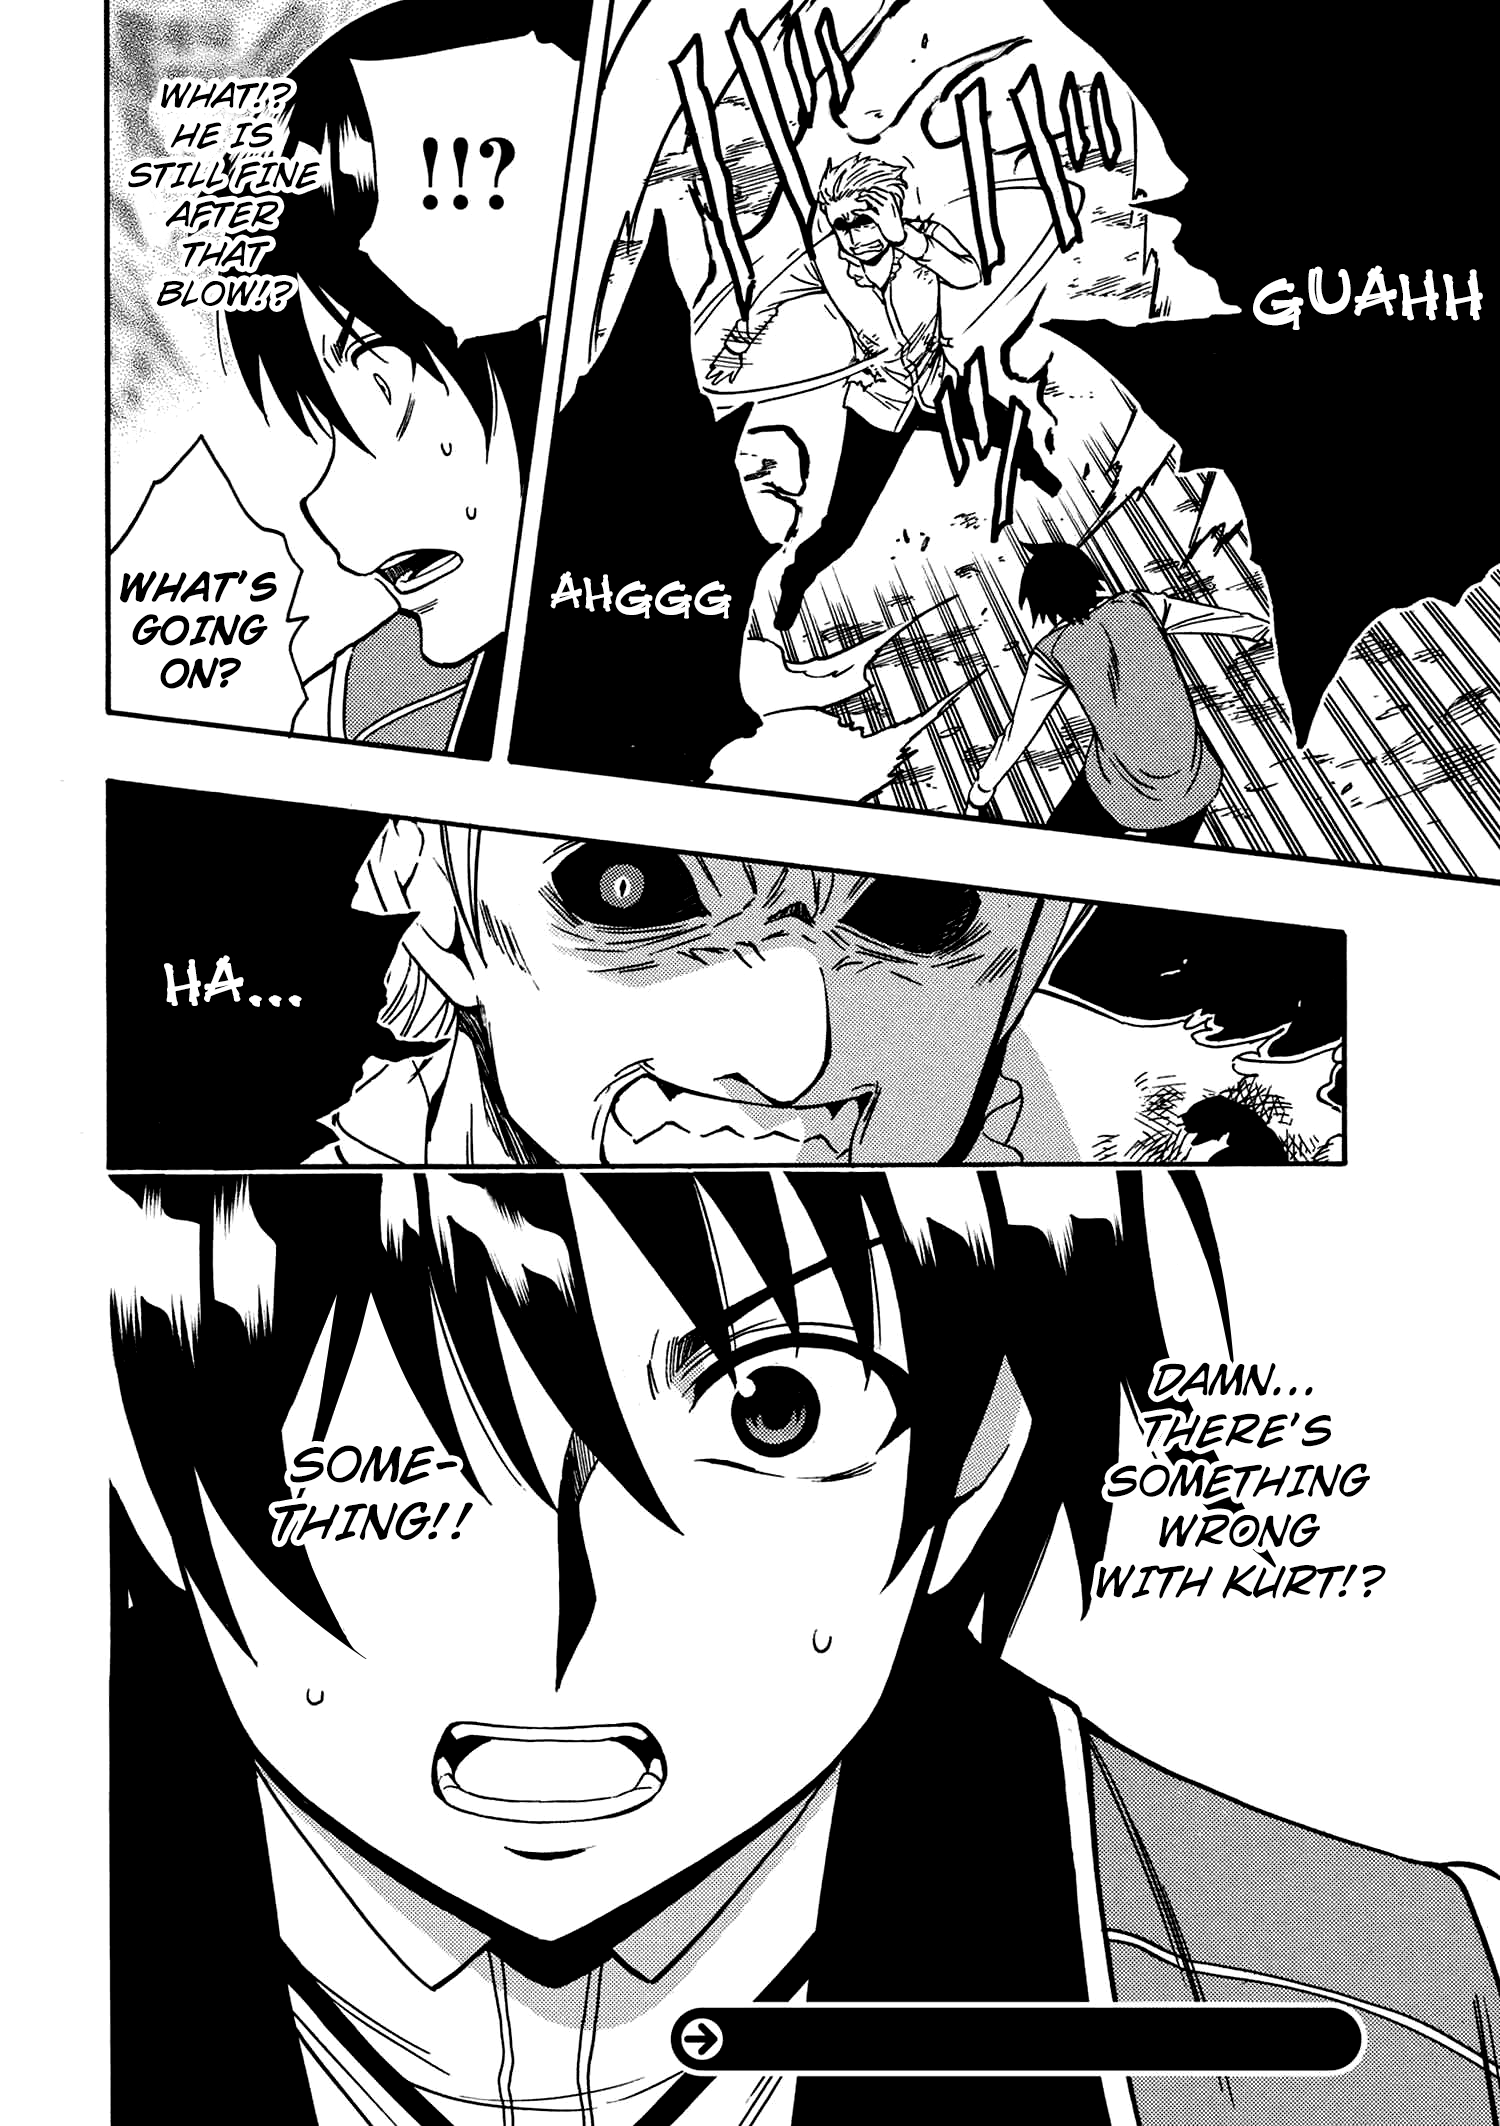 GUAHH
AHGGG
!!?
WHAT!?
HE IS
STILL FINE
AFTER
THAT
BLOW!?
WHAT'S
GOING
ON?
HA...
DAMN...
THERE'S
SOMETHING
WRONG
WITH KURT!?
SOME-
THING!!